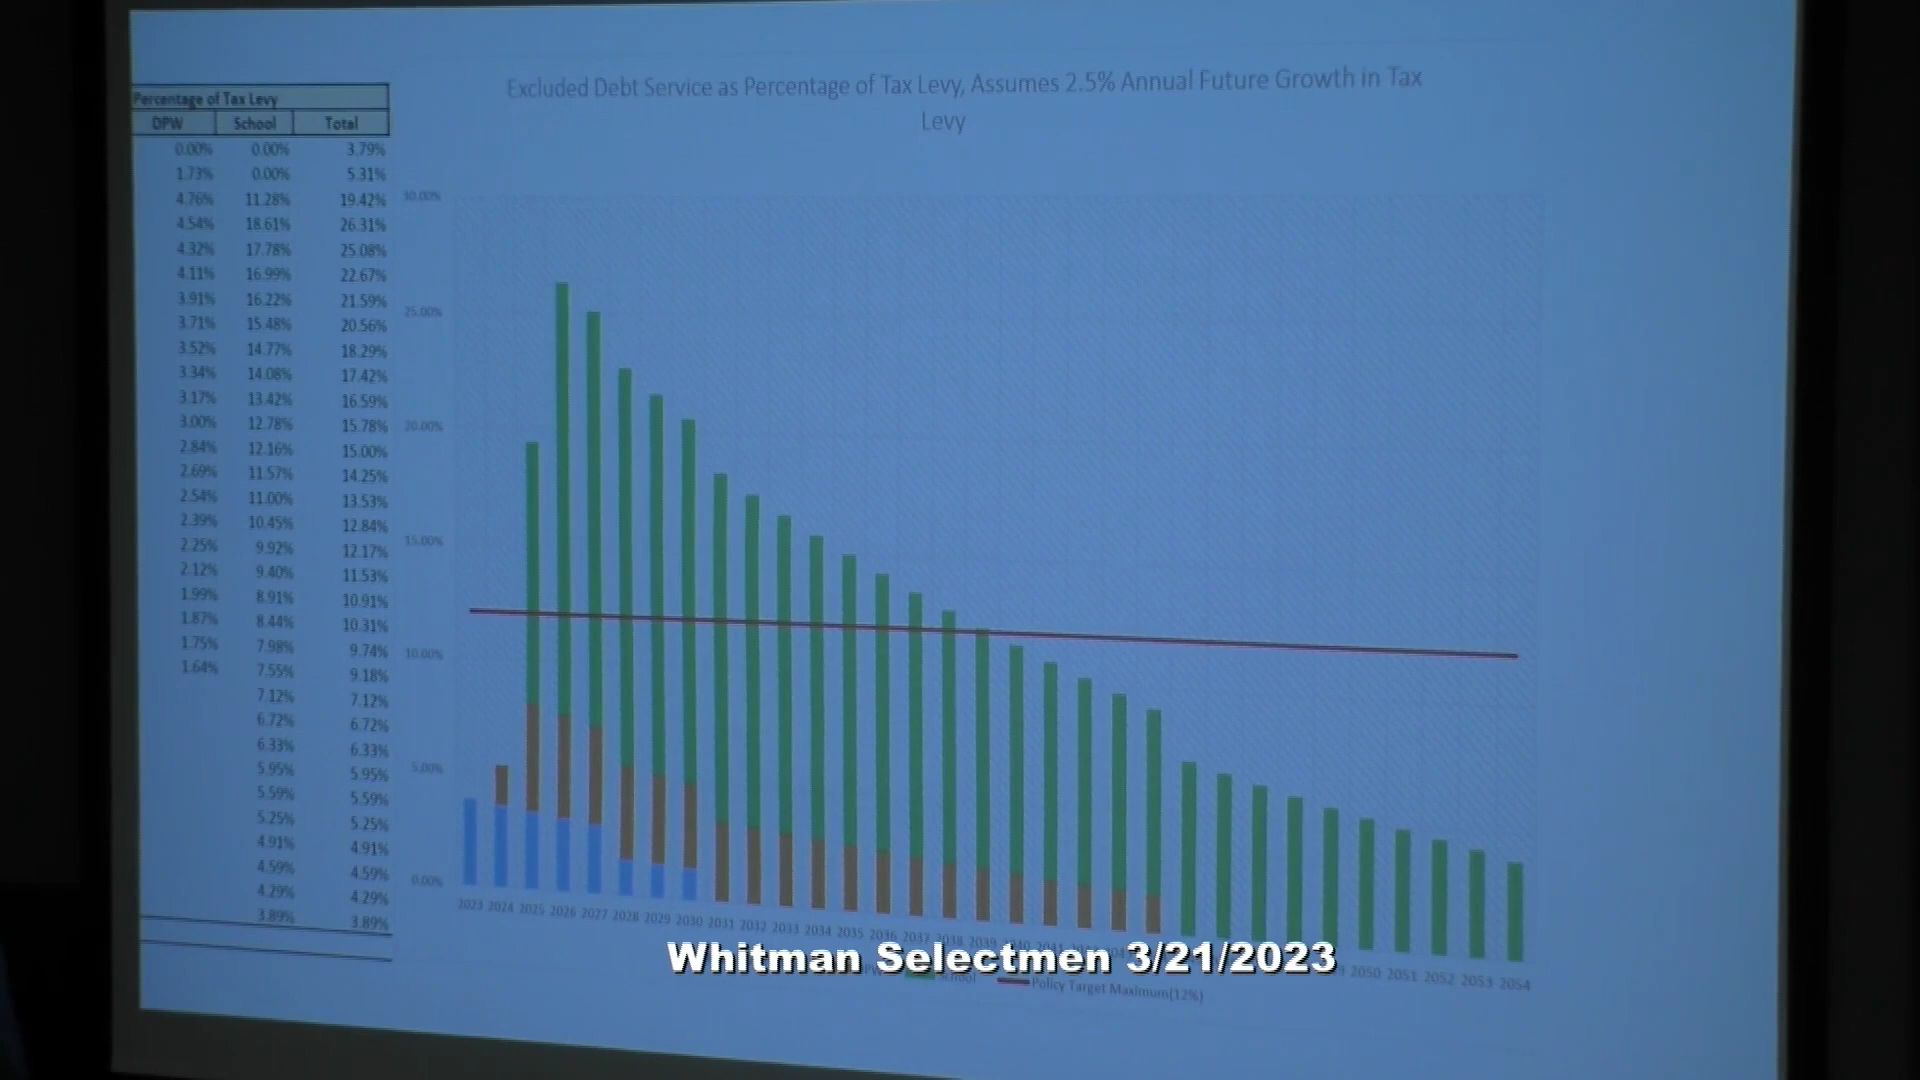 Percentage of Tax Levy
DPW School Total
0.00% 0.00% 3.79%
1.73% 0.00% 5.31%
4.76% 11.28% 19.42%
4.54% 18.61% 26.31%
4.32% 17.78% 25.08%
4.11% 16.99% 22.67%
3.91% 16.22% 21.59%
3.71% 15.48% 20.56%
3.52% 14.77% 18.29%
3.34% 14.08% 17.42%
3.17% 13.42% 16.59%
3.00% 12.78% 15.78%
2.84% 12.16% 15.00%
2.69% 11.57% 14.25%
2.54% 11.00% 13.53%
2.39% 10.45% 12.84%
2.25% 9.92% 12.17%
2.12% 9.40% 11.53%
1.99% 8.91% 10.91%
1.87% 8.44% 10.31%
1.75% 7.98% 9.74%
1.64% 7.55% 9.18%
7.12% 7.12%
6.72% 6.72%
6.33% 6.33%
5.95% 5.95%
5.59% 5.59%
5.25% 5.25%
4.91% 4.91%
4.59% 4.59%
4.29% 4.29%
3.89% 3.89%
Excluded Debt Service as Percentage of Tax Levy, Assumes 2.5% Annual Future Growth in Tax
Levy
30.00%
25.00%
20.00%
15.00%
10.00%
5.00%
0.00%
2023 2024 2025 2026 2027 2028 2029 2030 2031 2032 2033 2034 2035 2036 2037 2038 2039 2050 2051 2052 2053 2054
School Policy Target Maximum(12%)
Whitman Selectmen 3/21/2023